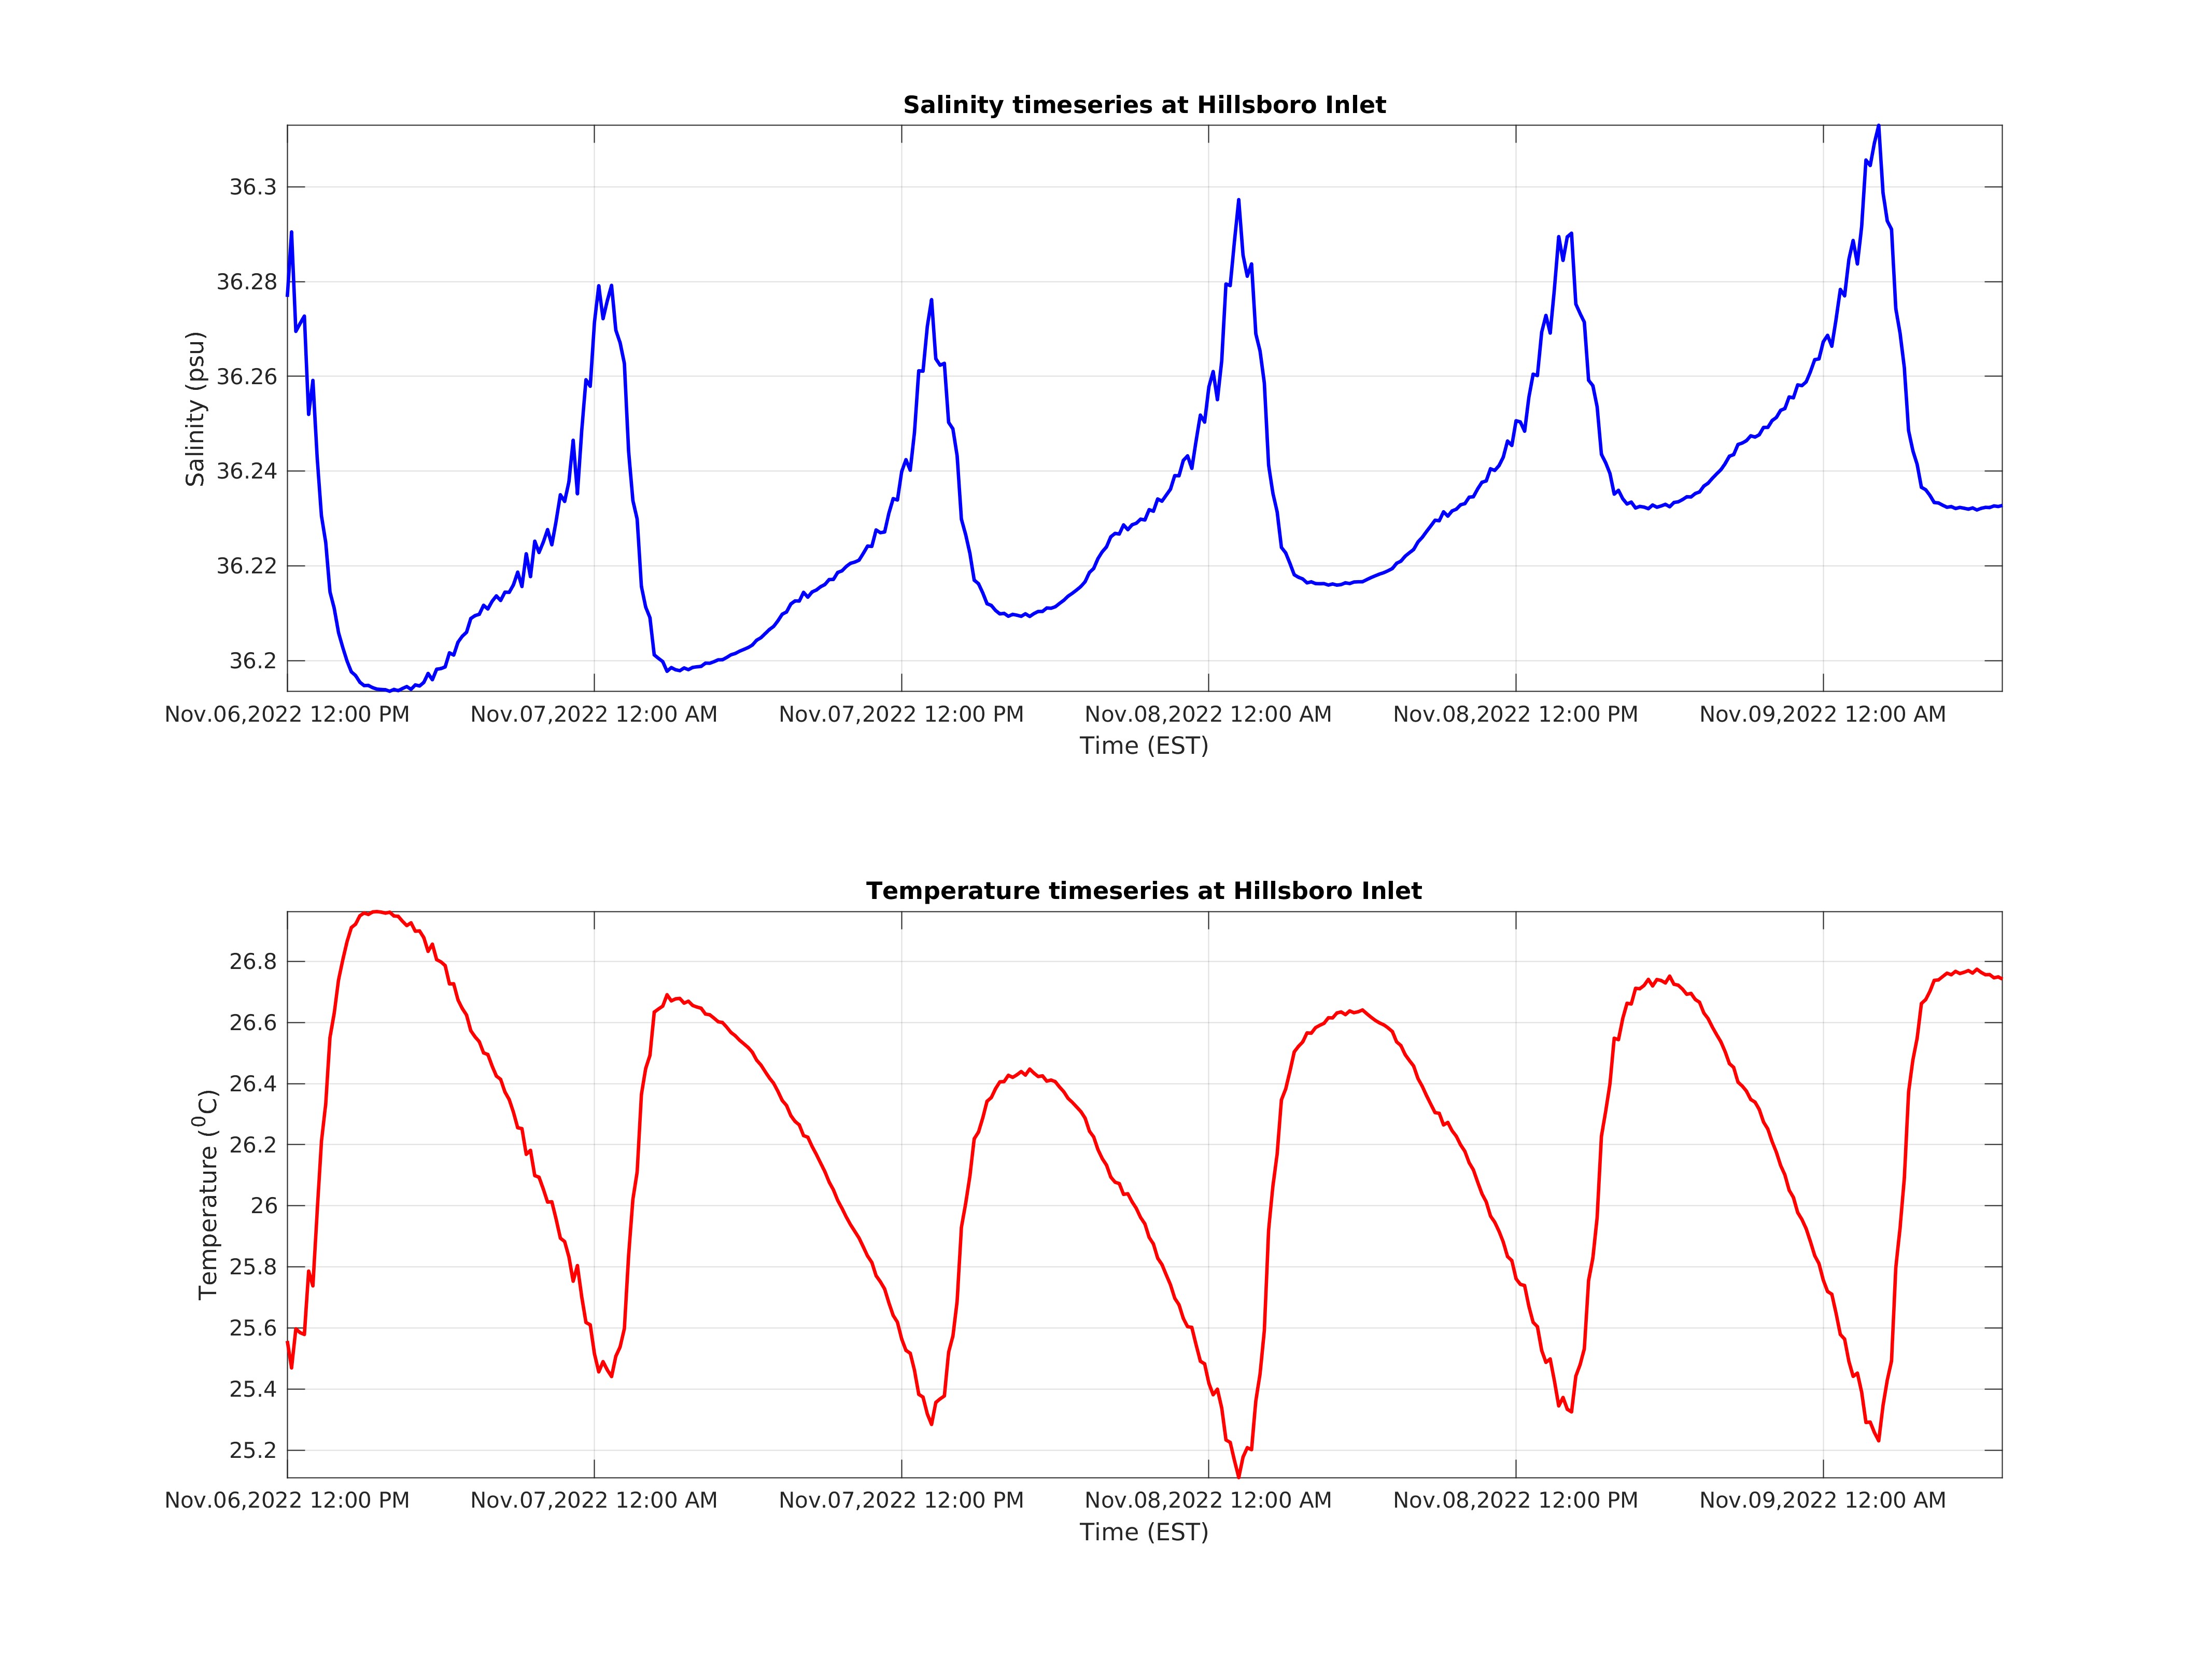 Salinity timeseries at Hillsboro Inlet
36.3
36.28
36.26
36.24
36.22
36.2
Salinity (psu)
Nov.06,2022 12:00 PM Nov.07,2022 12:00 AM Nov.07,2022 12:00 PM Nov.08,2022 12:00 AM Nov.08,2022 12:00 PM Nov.09,2022 12:00 AM
Time (EST)
Temperature timeseries at Hillsboro Inlet
26.8
26.6
26.4
26.2
26
25.8
25.6
25.4
25.2
Temperature (⁰C)
Nov.06,2022 12:00 PM Nov.07,2022 12:00 AM Nov.07,2022 12:00 PM Nov.08,2022 12:00 AM Nov.08,2022 12:00 PM Nov.09,2022 12:00 AM
Time (EST)